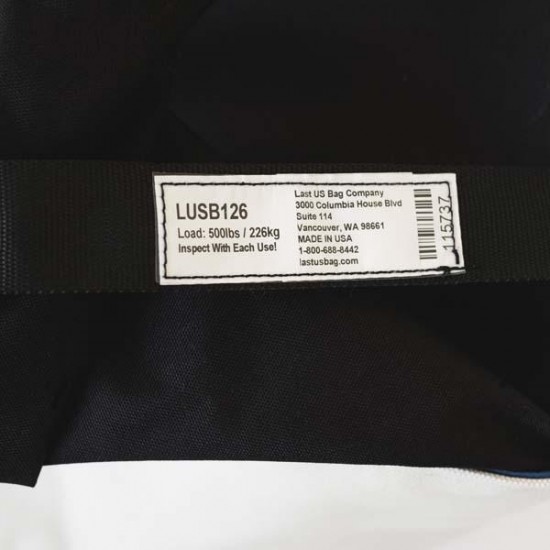 LUSB126
Load: 500lbs / 226kg
Inspect With Each Use!
Last US Bag Company
3000 Columbia House Blvd
Suite 114
Vancouver, WA 98661
MADE IN USA
1-800-688-8442
lastusbag.com
115737